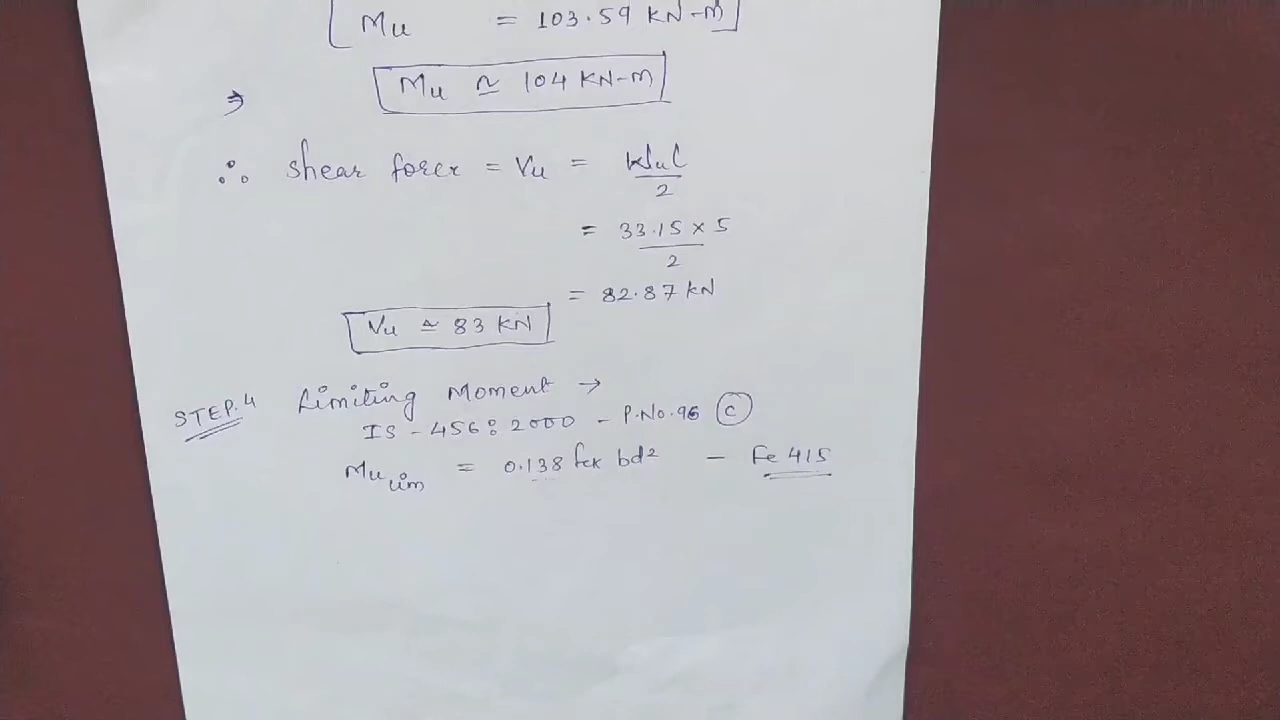 [Mu = 103.59 KN-m]
⇒ Mu ≃ 104 KN-m
∴ shear force = Vu = WuL/2
= 33.15 × 5/2
= 82.87 KN
Vu ≃ 83 KN
STEP.4 Limiting Moment →
IS - 456: 2000 - P.No.96 (C)
Mu lim = 0.138 fck bd² - Fe 415